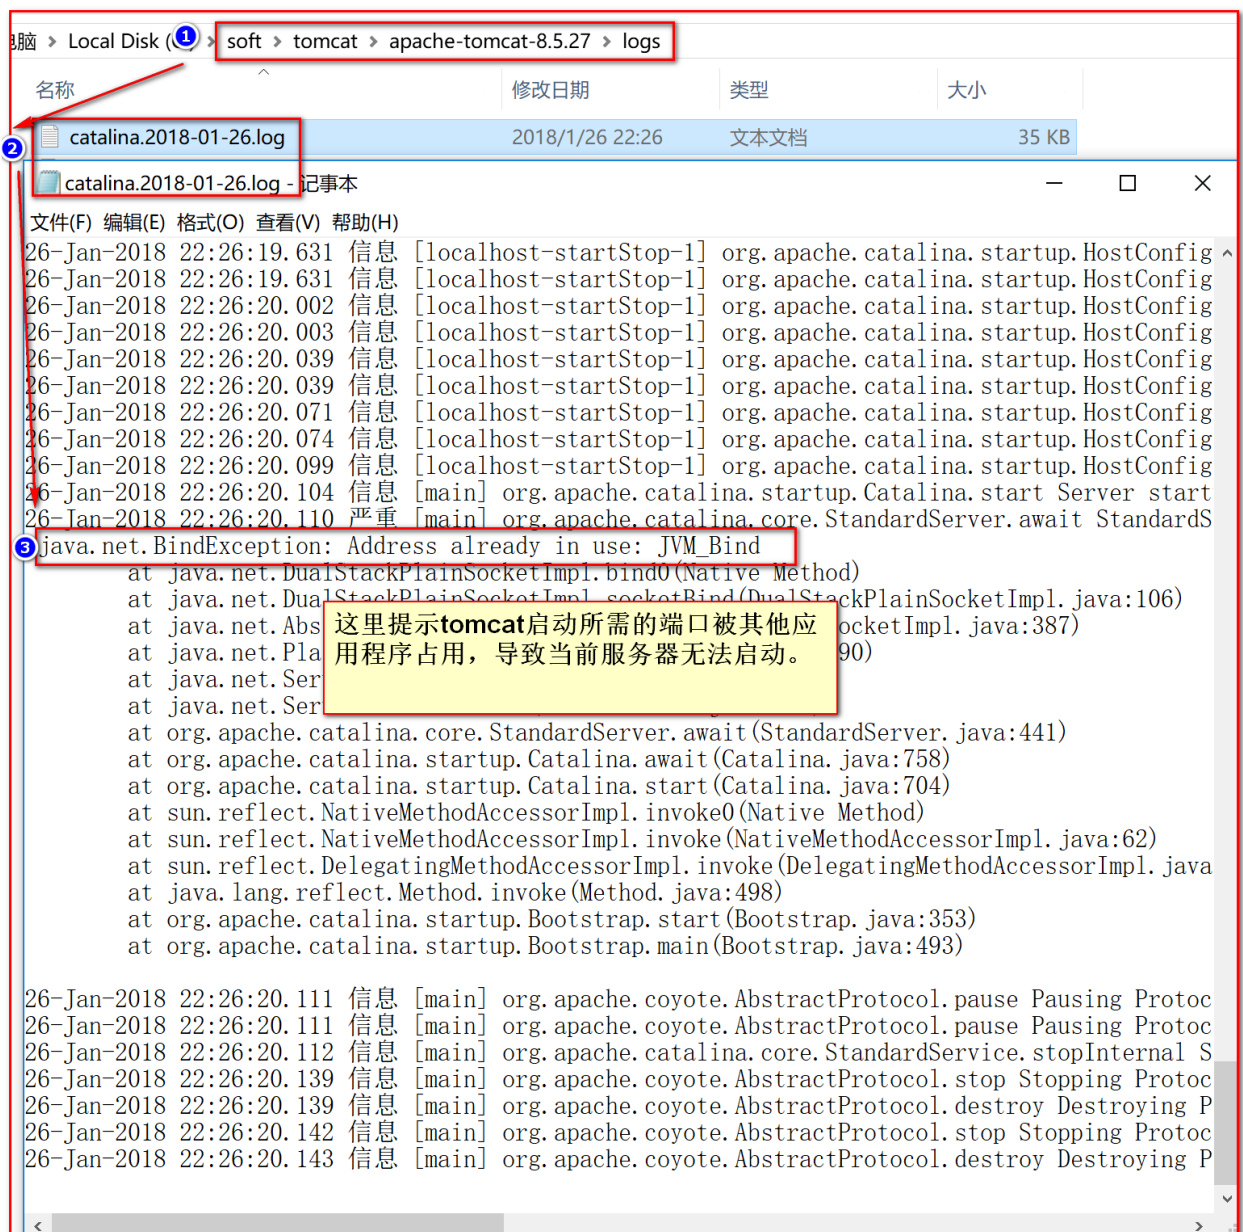 脑 > Local Disk ( 1 > soft > tomcat > apache-tomcat-8.5.27 > logs
名称 修改日期 类型 大小
2 catalina.2018-01-26.log 2018/1/26 22:26 文本文档 35 KB
catalina.2018-01-26.log - 记事本
文件(F) 编辑(E) 格式(O) 查看(V) 帮助(H)
26-Jan-2018 22:26:19.631 信息 [localhost-startStop-1] org.apache.catalina.startup.HostConfig
26-Jan-2018 22:26:19.631 信息 [localhost-startStop-1] org.apache.catalina.startup.HostConfig
26-Jan-2018 22:26:20.002 信息 [localhost-startStop-1] org.apache.catalina.startup.HostConfig
26-Jan-2018 22:26:20.003 信息 [localhost-startStop-1] org.apache.catalina.startup.HostConfig
26-Jan-2018 22:26:20.039 信息 [localhost-startStop-1] org.apache.catalina.startup.HostConfig
26-Jan-2018 22:26:20.039 信息 [localhost-startStop-1] org.apache.catalina.startup.HostConfig
26-Jan-2018 22:26:20.071 信息 [localhost-startStop-1] org.apache.catalina.startup.HostConfig
26-Jan-2018 22:26:20.074 信息 [localhost-startStop-1] org.apache.catalina.startup.HostConfig
26-Jan-2018 22:26:20.099 信息 [localhost-startStop-1] org.apache.catalina.startup.HostConfig
26-Jan-2018 22:26:20.104 信息 [main] org.apache.catalina.startup.Catalina.start Server start
26-Jan-2018 22:26:20.110 严重 [main] org.apache.catalina.core.StandardServer.await StandardS
3 java.net.BindException: Address already in use: JVM_Bind
at java.net.DualStackPlainSocketImpl.bind0(Native Method)
at java.net.DualStackPlainSocketImpl.socketBind(DualStackPlainSocketImpl.java:106)
at java.net.Abs ocketImpl.java:387)
at java.net.Pla 90)
at java.net.Ser
at java.net.Ser
这里提示tomcat启动所需的端口被其他应
用程序占用，导致当前服务器无法启动。
at org.apache.catalina.core.StandardServer.await(StandardServer.java:441)
at org.apache.catalina.startup.Catalina.await(Catalina.java:758)
at org.apache.catalina.startup.Catalina.start(Catalina.java:704)
at sun.reflect.NativeMethodAccessorImpl.invoke0(Native Method)
at sun.reflect.NativeMethodAccessorImpl.invoke(NativeMethodAccessorImpl.java:62)
at sun.reflect.DelegatingMethodAccessorImpl.invoke(DelegatingMethodAccessorImpl.java
at java.lang.reflect.Method.invoke(Method.java:498)
at org.apache.catalina.startup.Bootstrap.start(Bootstrap.java:353)
at org.apache.catalina.startup.Bootstrap.main(Bootstrap.java:493)
26-Jan-2018 22:26:20.111 信息 [main] org.apache.coyote.AbstractProtocol.pause Pausing Protoc
26-Jan-2018 22:26:20.111 信息 [main] org.apache.coyote.AbstractProtocol.pause Pausing Protoc
26-Jan-2018 22:26:20.112 信息 [main] org.apache.catalina.core.StandardService.stopInternal S
26-Jan-2018 22:26:20.139 信息 [main] org.apache.coyote.AbstractProtocol.stop Stopping Protoc
26-Jan-2018 22:26:20.139 信息 [main] org.apache.coyote.AbstractProtocol.destroy Destroying P
26-Jan-2018 22:26:20.142 信息 [main] org.apache.coyote.AbstractProtocol.stop Stopping Protoc
26-Jan-2018 22:26:20.143 信息 [main] org.apache.coyote.AbstractProtocol.destroy Destroying P